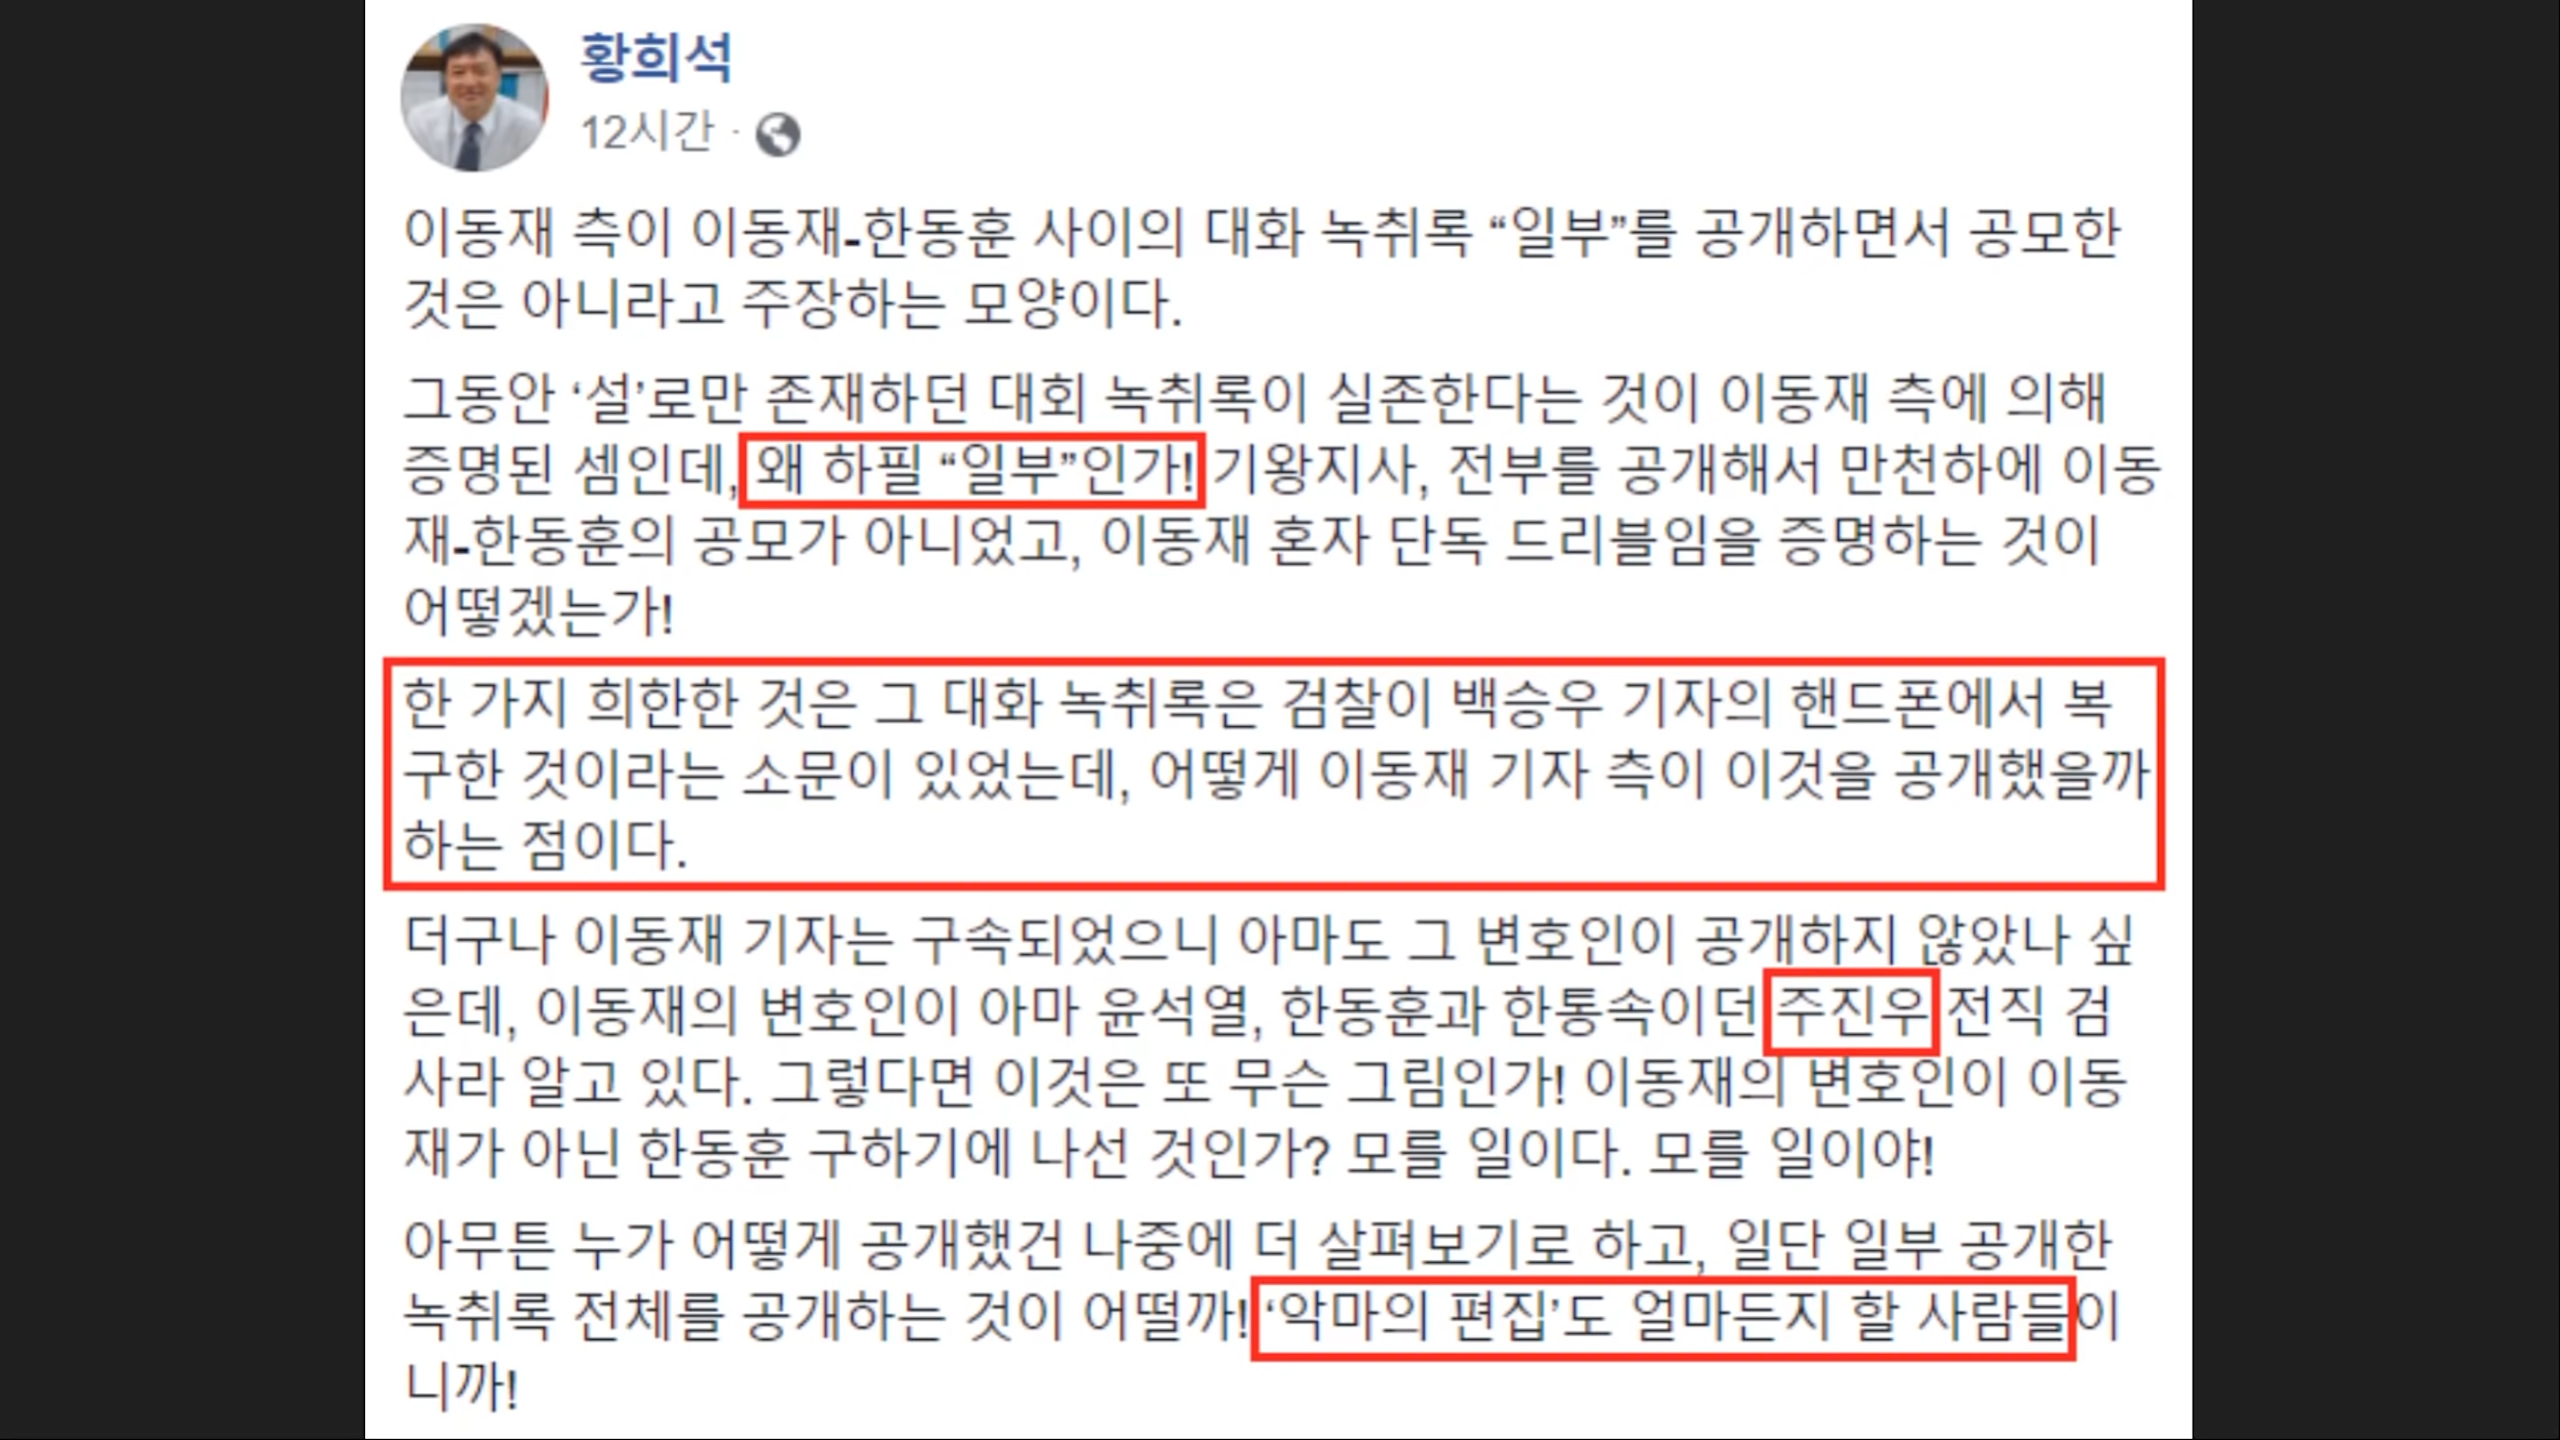 황희석
12시간 ·
이동재 측이 이동재-한동훈 사이의 대화 녹취록 “일부”를 공개하면서 공모한
것은 아니라고 주장하는 모양이다.
그동안 ‘설’로만 존재하던 대회 녹취록이 실존한다는 것이 이동재 측에 의해
증명된 셈인데, 왜 하필 “일부”인가! 기왕지사, 전부를 공개해서 만천하에 이동
재-한동훈의 공모가 아니었고, 이동재 혼자 단독 드리블임을 증명하는 것이
어떻겠는가!
한 가지 희한한 것은 그 대화 녹취록은 검찰이 백승우 기자의 핸드폰에서 복
구한 것이라는 소문이 있었는데, 어떻게 이동재 기자 측이 이것을 공개했을까
하는 점이다.
더구나 이동재 기자는 구속되었으니 아마도 그 변호인이 공개하지 않았나 싶
은데, 이동재의 변호인이 아마 윤석열, 한동훈과 한통속이던 주진우 전직 검
사라 알고 있다. 그렇다면 이것은 또 무슨 그림인가! 이동재의 변호인이 이동
재가 아닌 한동훈 구하기에 나선 것인가? 모를 일이다. 모를 일이야!
아무튼 누가 어떻게 공개했건 나중에 더 살펴보기로 하고, 일단 일부 공개한
녹취록 전체를 공개하는 것이 어떨까! ‘악마의 편집’도 얼마든지 할 사람들이
니까!